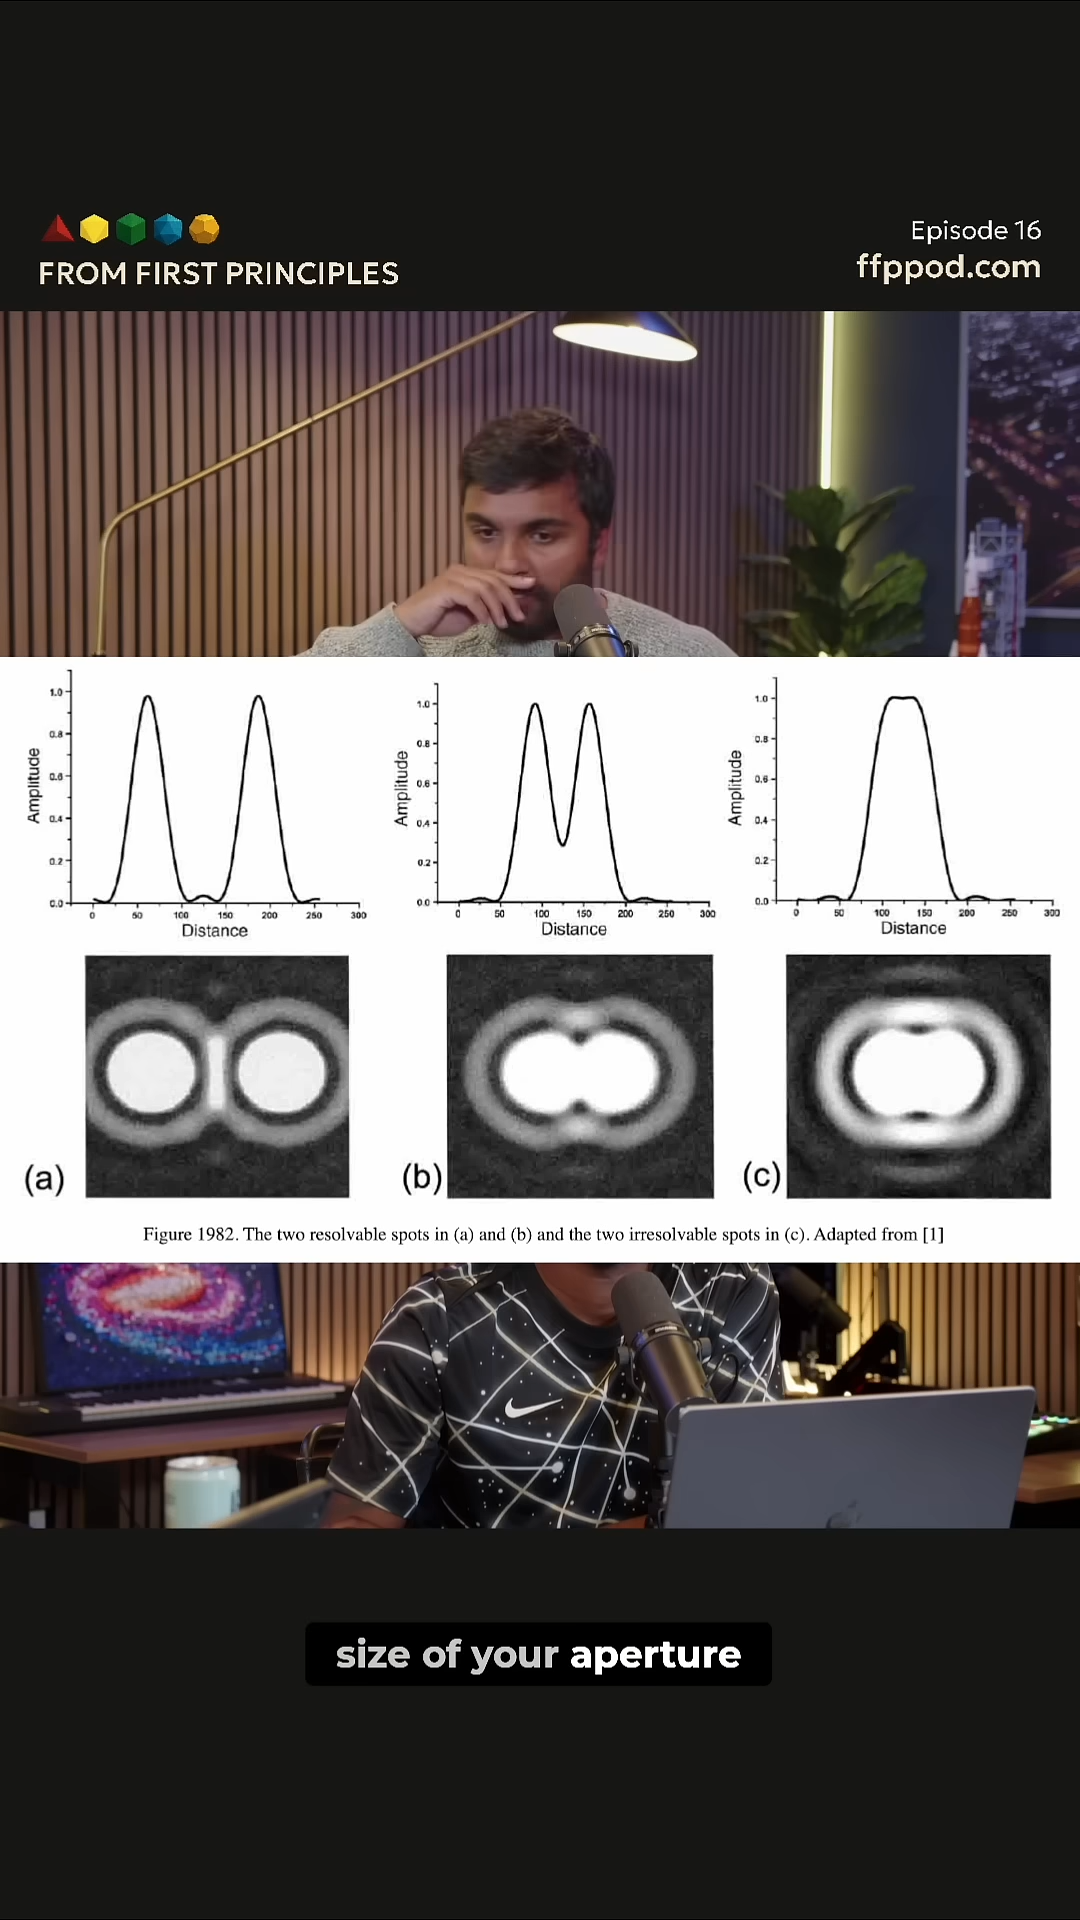 Episode 16
FROM FIRST PRINCIPLES
ffppod.com
1.0
0.8
0.6
0.4
0.2
0.0
Amplitude
0 50 100 150 200 250 300
Distance
1.0
0.8
0.6
0.4
0.2
0.0
Amplitude
0 50 100 150 200 250 300
Distance
1.0
0.8
0.6
0.4
0.2
0.0
Amplitude
0 50 100 150 200 250 300
Distance
(a)
(b)
(c)
Figure 1982. The two resolvable spots in (a) and (b) and the two irresolvable spots in (c). Adapted from [1]
size of your aperture